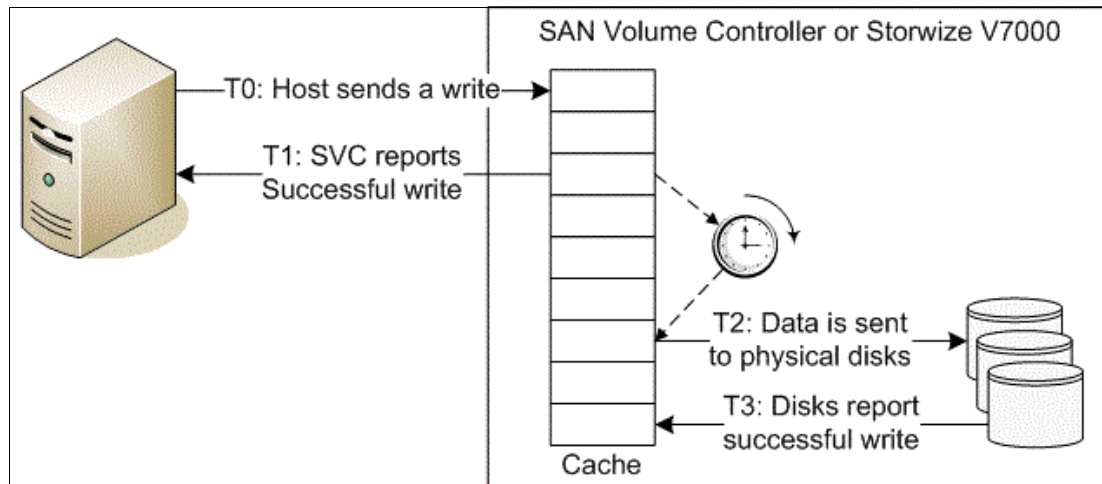 SAN Volume Controller or Storwize V7000
T0: Host sends a write
T1: SVC reports
Successful write
T2: Data is sent
to physical disks
T3: Disks report
successful write
Cache